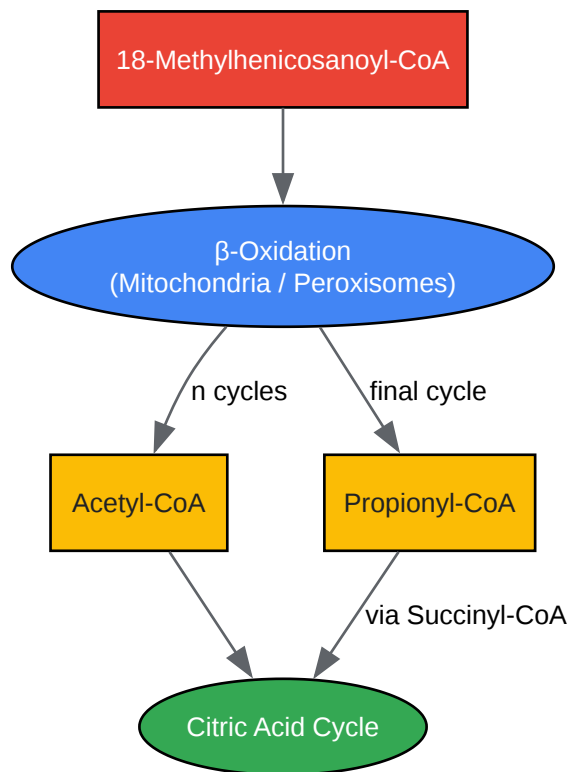 18-Methylhenicosanoyl-CoA
β-Oxidation
(Mitochondria / Peroxisomes)
n cycles
final cycle
Acetyl-CoA
Propionyl-CoA
via Succinyl-CoA
Citric Acid Cycle